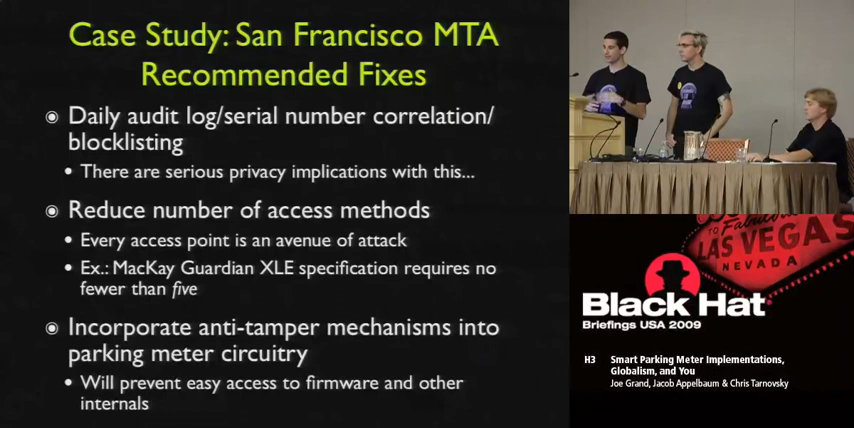 Case Study: San Francisco MTA
Recommended Fixes
Daily audit log/serial number correlation/
blocklisting
There are serious privacy implications with this...
Reduce number of access methods
Every access point is an avenue of attack
Ex.: MacKay Guardian XLE specification requires no
fewer than five
Incorporate anti-tamper mechanisms into
parking meter circuitry
Will prevent easy access to firmware and other
internals
TO Fabulous
LAS VEGAS
NEVADA
Black Hat
Briefings USA 2009
H3 Smart Parking Meter Implementations,
Globalism, and You
Joe Grand, Jacob Appelbaum & Chris Tarnovsky